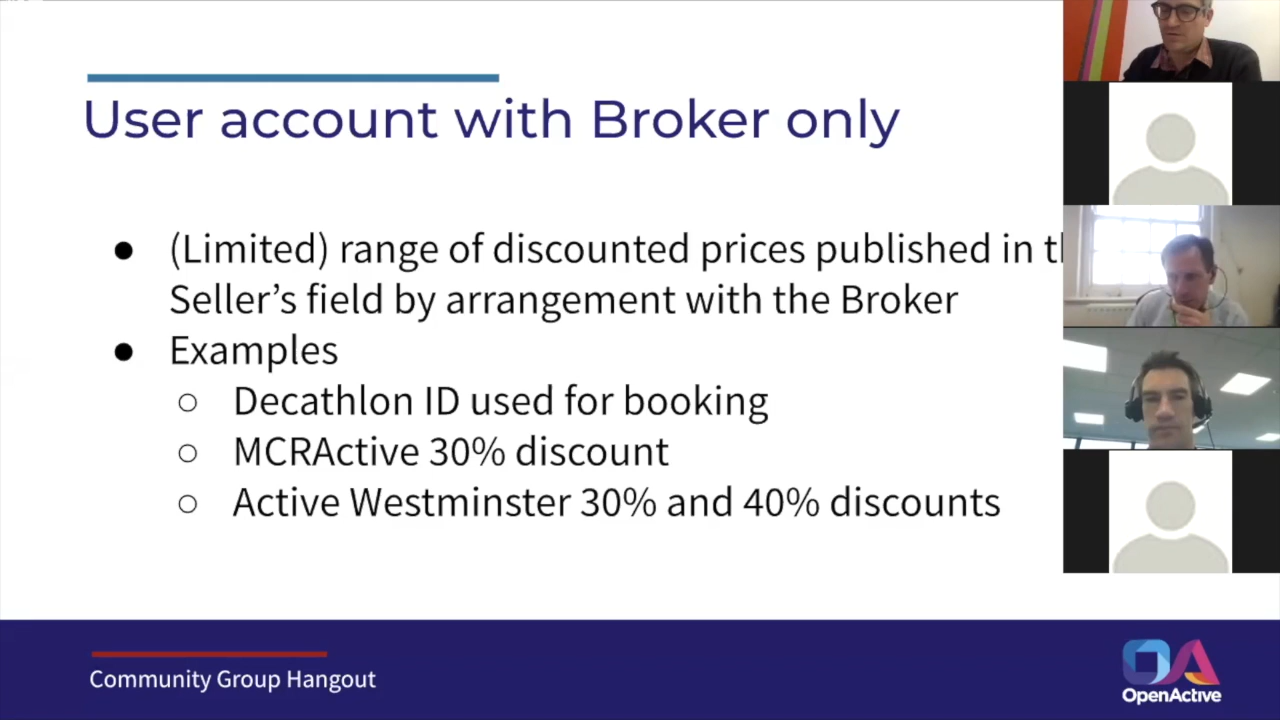 User account with Broker only
● (Limited) range of discounted prices published in
Seller's field by arrangement with the Broker
● Examples
○ Decathlon ID used for booking
○ MCRActive 30% discount
○ Active Westminster 30% and 40% discounts
Community Group Hangout
OA
OpenActive